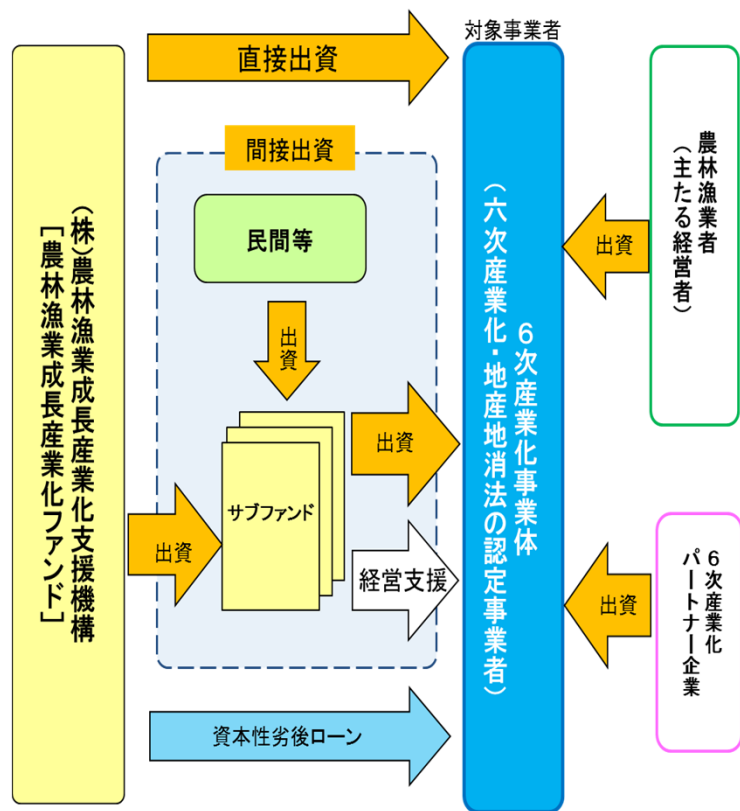 対象事業者
直接出資
間接出資
民間等
出資
サブファンド
出資
出資
経営支援
資本性劣後ローン
(株)農林漁業成長産業化支援機構
[農林漁業成長産業化ファンド]
6次産業化事業体
(六次産業化・地産地消法の認定事業者)
農林漁業者
(主たる経営者)
出資
6次産業化
パートナー企業
出資